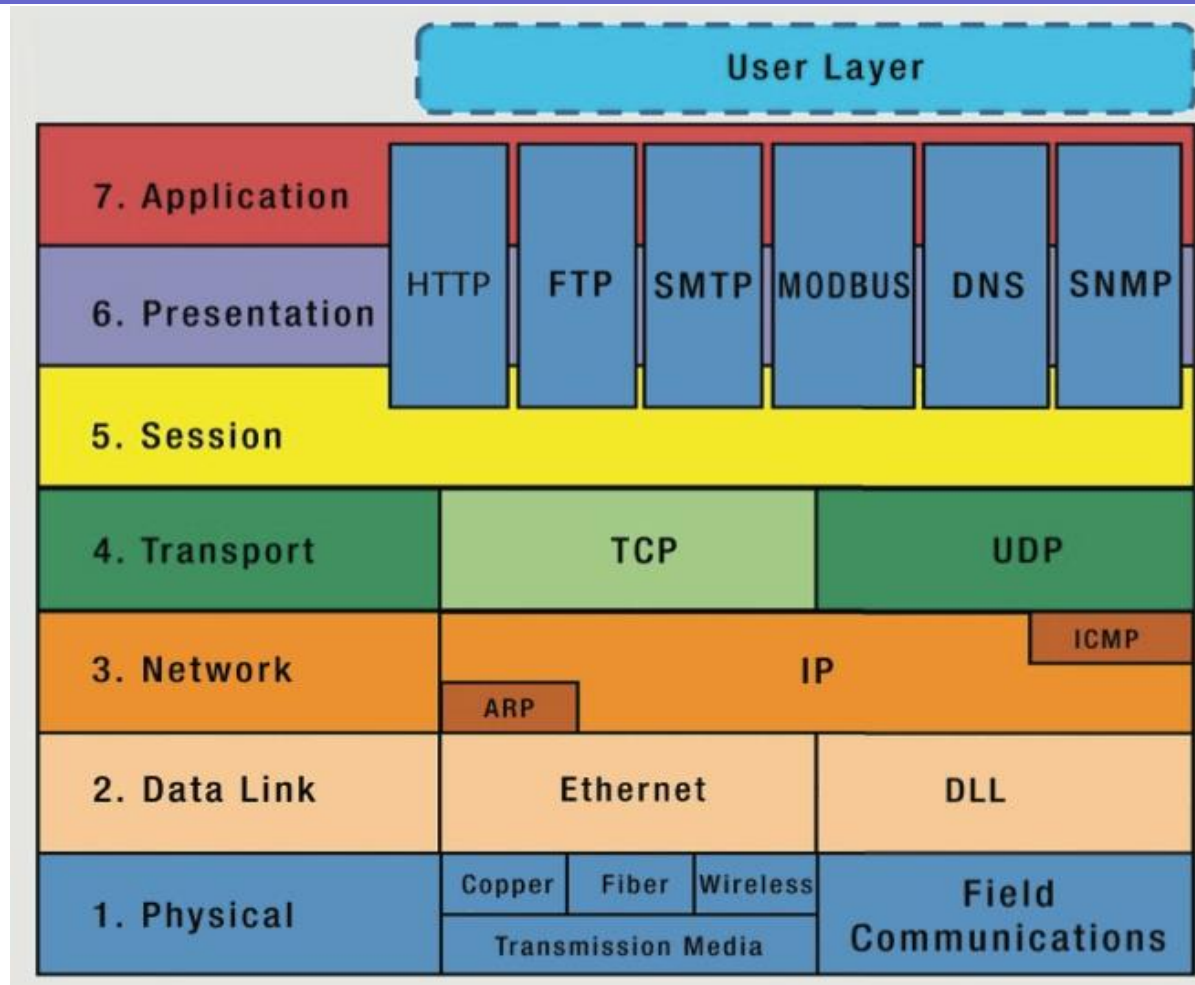 User Layer
7. Application
HTTP
FTP
SMTP
MODBUS
DNS
SNMP
6. Presentation
5. Session
4. Transport
TCP
UDP
3. Network
IP
ICMP
ARP
2. Data Link
Ethernet
DLL
1. Physical
Copper
Fiber
Wireless
Transmission Media
Field
Communications